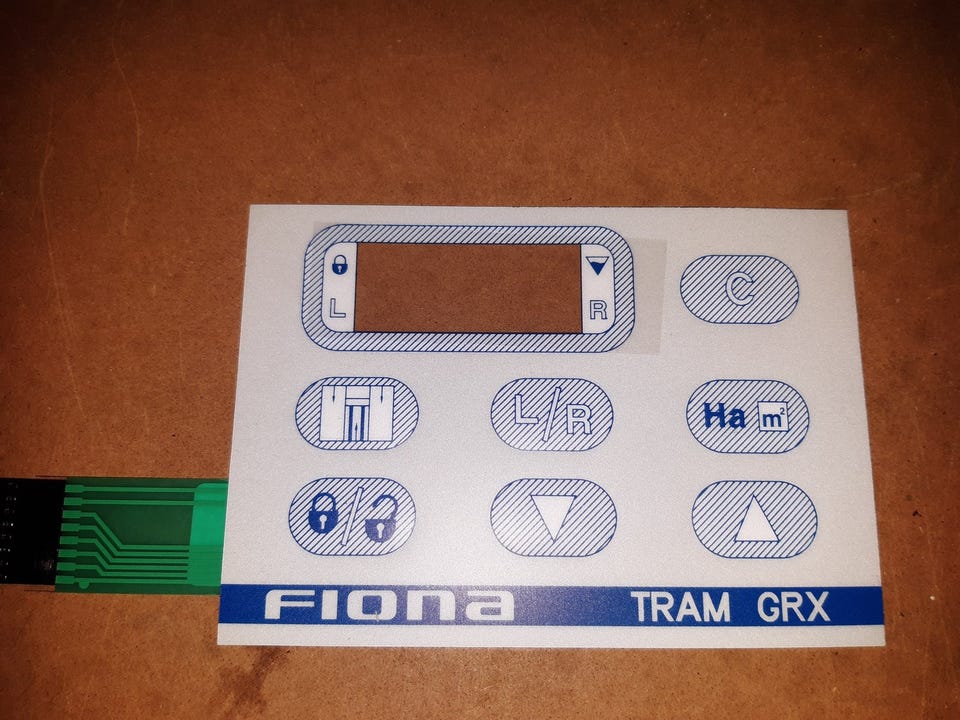 L R
C
L/R
Ha m²
Fiona TRAM GRX